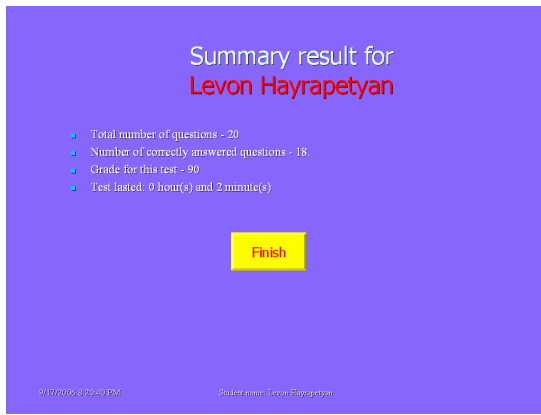 Summary result for
Levon Hayrapetyan
Total number of questions - 20
Number of correctly answered questions - 18.
Grade for this test - 90
Test lasted: 0 hour(s) and 2 minute(s)
Finish
9/17/2006 8:20:40 PM
Student name: Levon Hayrapetyan